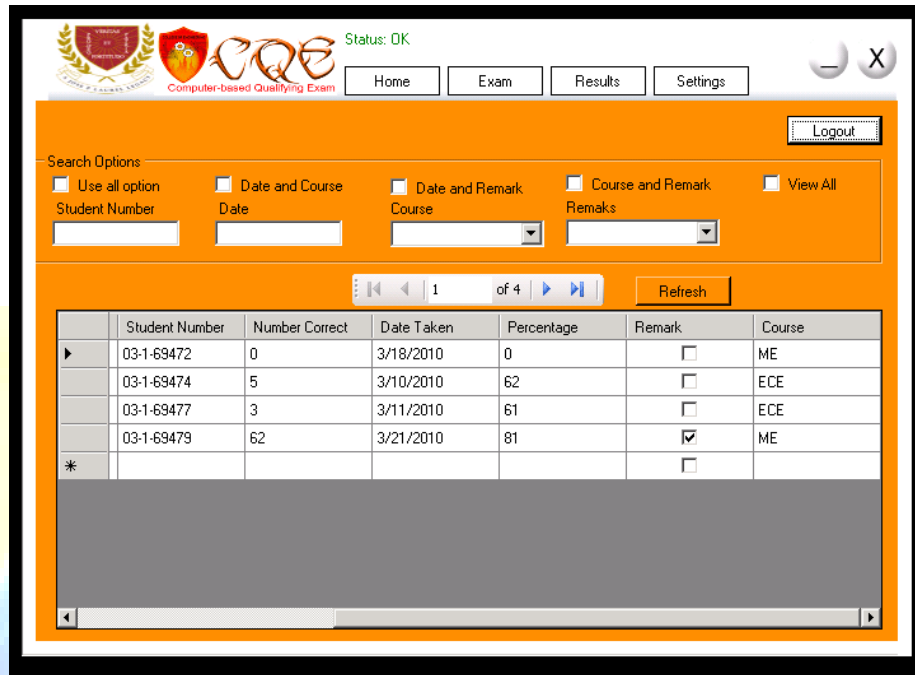 VERITAS
ET
FORTITUDO
CQE
Computer-based Qualifying Exam
Status: OK
Home Exam Results Settings
_ X
Logout
Search Options
Use all option Date and Course Date and Remark Course and Remark View All
Student Number Date Course Remaks
1 of 4 Refresh
Student Number Number Correct Date Taken Percentage Remark Course
03-1-69472 0 3/18/2010 0 ME
03-1-69474 5 3/10/2010 62 ECE
03-1-69477 3 3/11/2010 61 ECE
03-1-69479 62 3/21/2010 81 ME
*